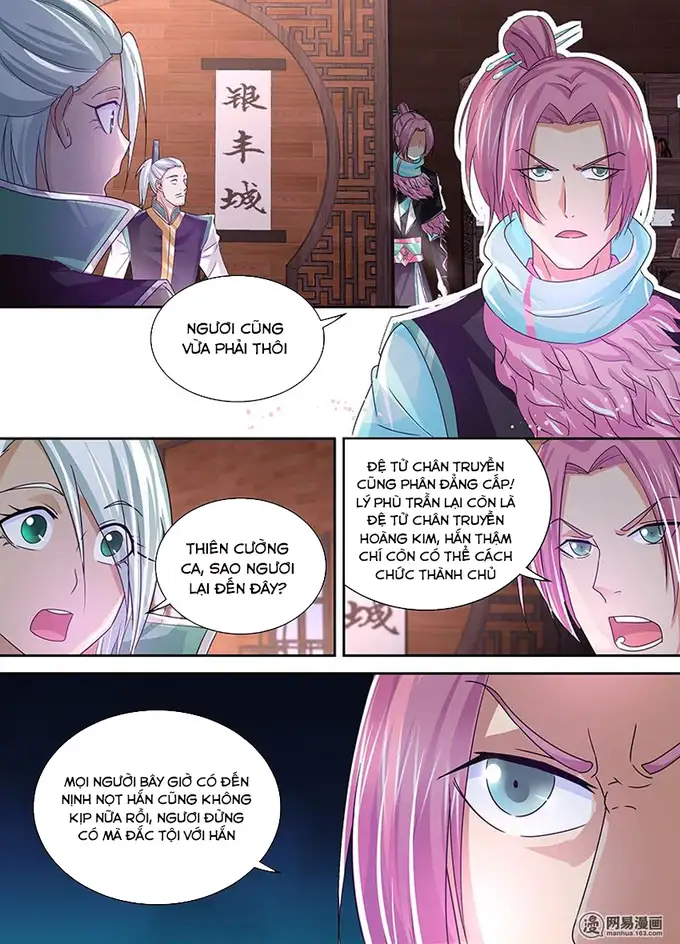 银
丰
城
NGƯƠI CŨNG
VỪA PHẢI THÔI
THIÊN CƯỜNG
CA, SAO NGƯƠI
LẠI ĐẾN ĐÂY?
ĐỆ TỬ CHÂN TRUYỀN
CŨNG PHÂN ĐẲNG CẤP!
LÝ PHÙ TRẦN LẠI CÒN LÀ
ĐỆ TỬ CHÂN TRUYỀN
HOÀNG KIM, HẮN THẬM
CHÍ CÒN CÓ THỂ CÁCH
CHỨC THÀNH CHỦ
城
MỌI NGƯỜI BÂY GIỜ CÓ ĐẾN
NỊNH NỌT HẮN CŨNG KHÔNG
KỊP NỮA RỒI, NGƯƠI ĐỪNG
CÓ MÀ ĐẮC TỘI VỚI HẮN
网易漫画
manhua.163.com